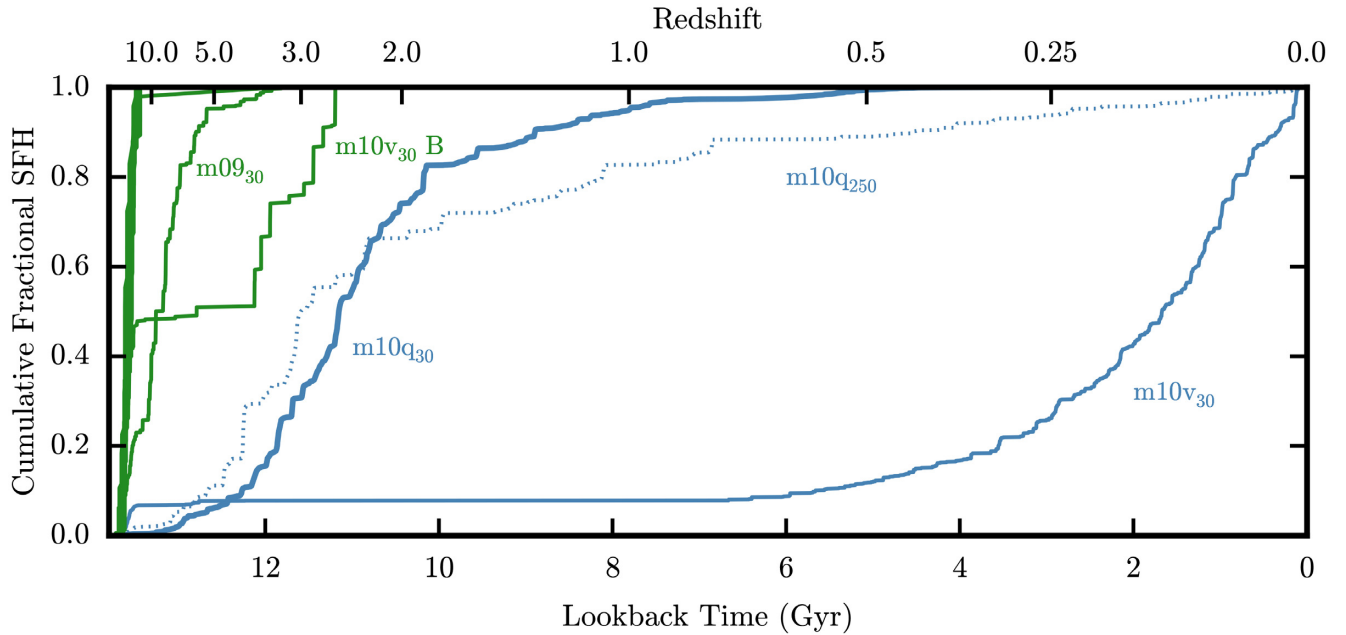 Redshift
10.0 5.0 3.0 2.0 1.0 0.5 0.25 0.0
Cumulative Fractional SFH
1.0
0.8
0.6
0.4
0.2
0.0
m09₃₀
m10v₃₀ B
m10q₂₅₀
m10q₃₀
m10v₃₀
12 10 8 6 4 2 0
Lookback Time (Gyr)